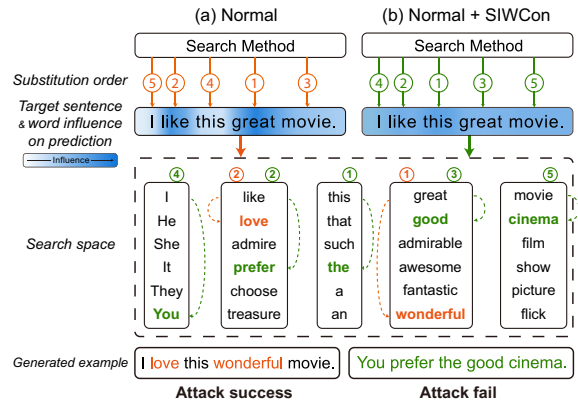 (a) Normal
(b) Normal + SIWCon
Search Method
Search Method
Substitution order
5 2 4 1 3
4 2 1 3 5
Target sentence
& word influence
on prediction
I like this great movie.
I like this great movie.
Influence
4 2 2 1 1 3 5
I like this great movie
He love that good cinema
She admire such admirable film
Search space
It prefer the awesome show
They choose a fantastic picture
You treasure an wonderful flick
Generated example
I love this wonderful movie.
You prefer the good cinema.
Attack success
Attack fail